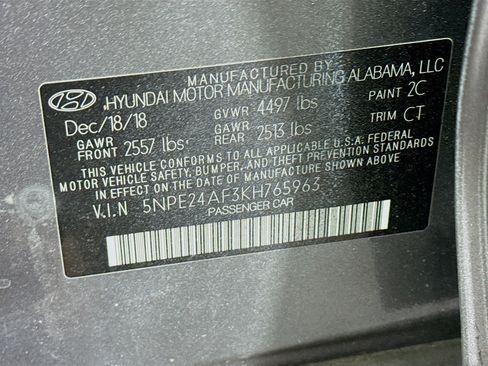 MANUFACTURED BY
HYUNDAI MOTOR MANUFACTURING ALABAMA, LLC
Dec/18/18 GVWR 4497 lbs PAINT 2C
GAWR FRONT 2557 lbs GAWR REAR 2513 lbs TRIM CT
THIS VEHICLE CONFORMS TO ALL APPLICABLE U.S.A. FEDERAL
MOTOR VEHICLE SAFETY, BUMPER, AND THEFT PREVENTION STANDARDS
IN EFFECT ON THE DATE OF MANUFACTURE SHOWN ABOVE.
V.I.N 5NPE24AF3KH765963
PASSENGER CAR